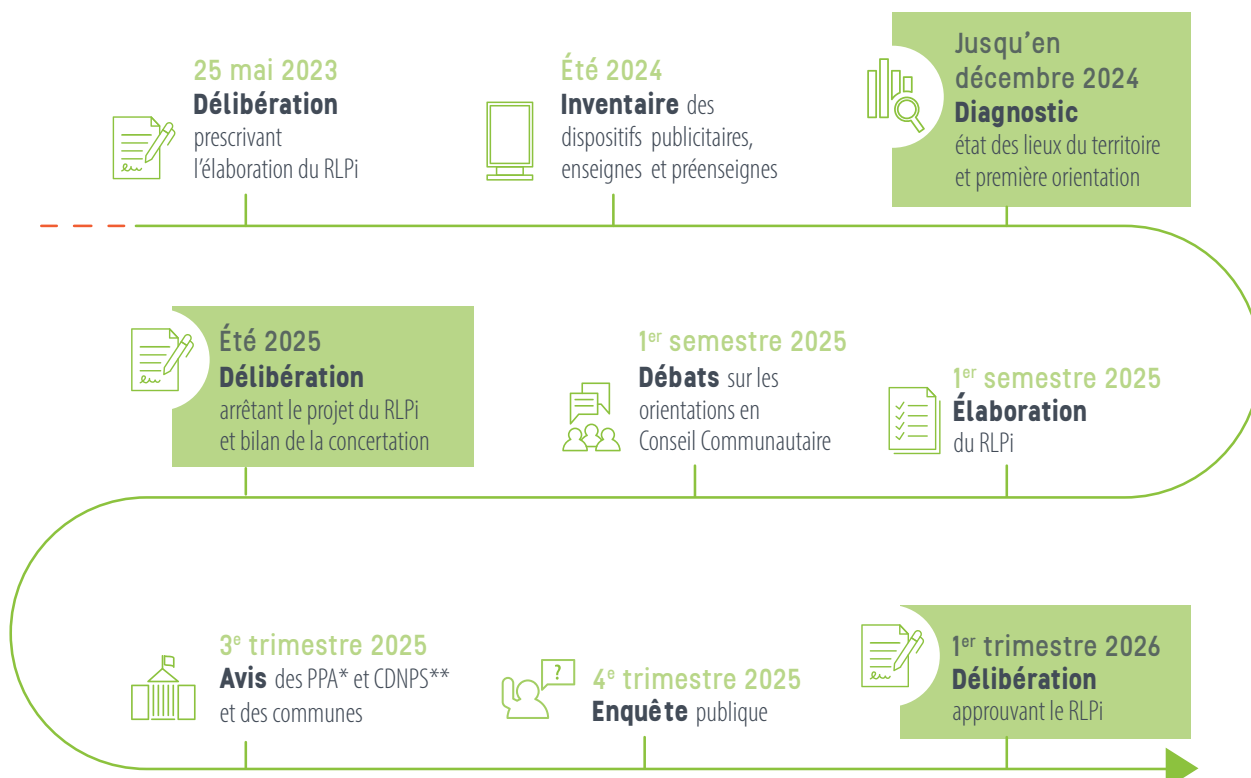 25 mai 2023
Délibération
prescrivant
l'élaboration du RLPi
Été 2024
Inventaire des
dispositifs publicitaires,
enseignes et préenseignes
Jusqu'en
décembre 2024
Diagnostic
état des lieux du territoire
et première orientation
1er semestre 2025
Élaboration
du RLPi
1er semestre 2025
Débats sur les
orientations en
Conseil Communautaire
Été 2025
Délibération
arrêtant le projet du RLPi
et bilan de la concertation
3e trimestre 2025
Avis des PPA* et CDNPS**
et des communes
?
4e trimestre 2025
Enquête publique
1er trimestre 2026
Délibération
approuvant le RLPi